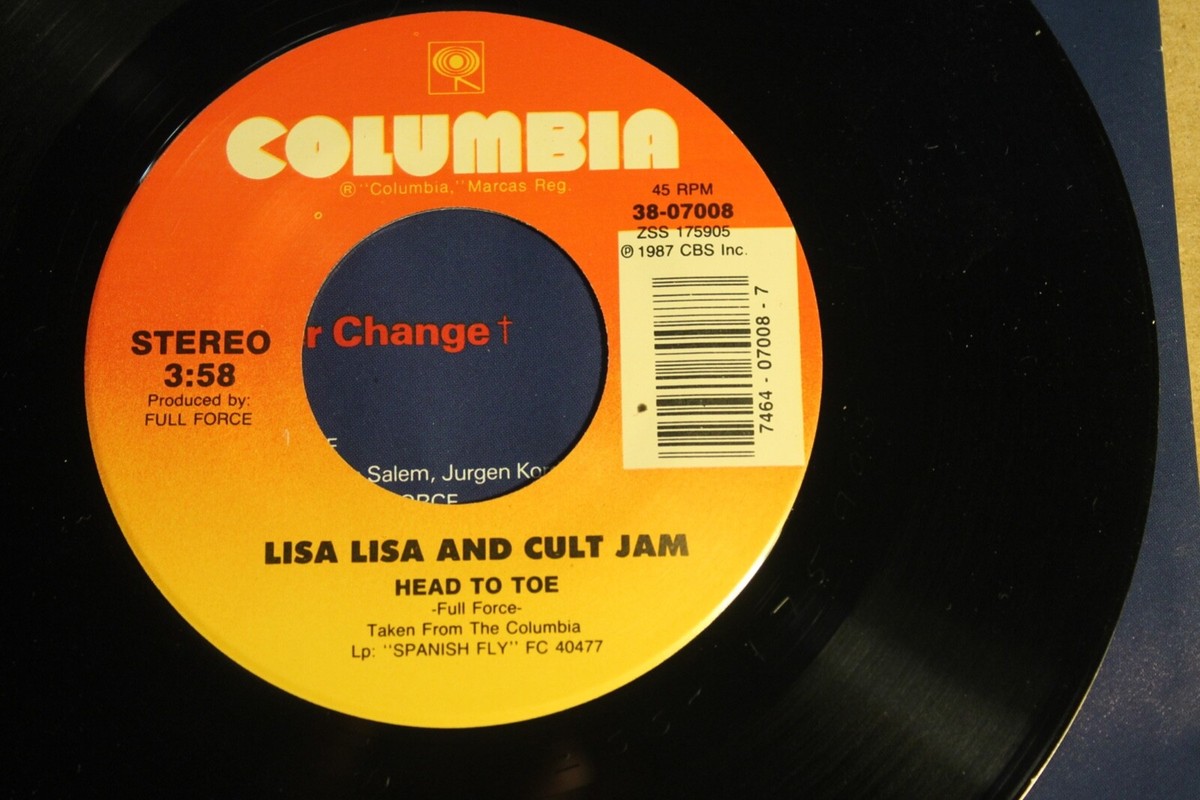 COLUMBIA
® "Columbia," Marcas Reg.
45 RPM
38-07008
ZSS 175905
℗ 1987 CBS Inc.
7464-07008-7
STEREO
3:58
Produced by:
FULL FORCE
r Change†
Salem, Jurgen
LISA LISA AND CULT JAM
HEAD TO TOE
-Full Force-
Taken From The Columbia
Lp: "SPANISH FLY" FC 40477